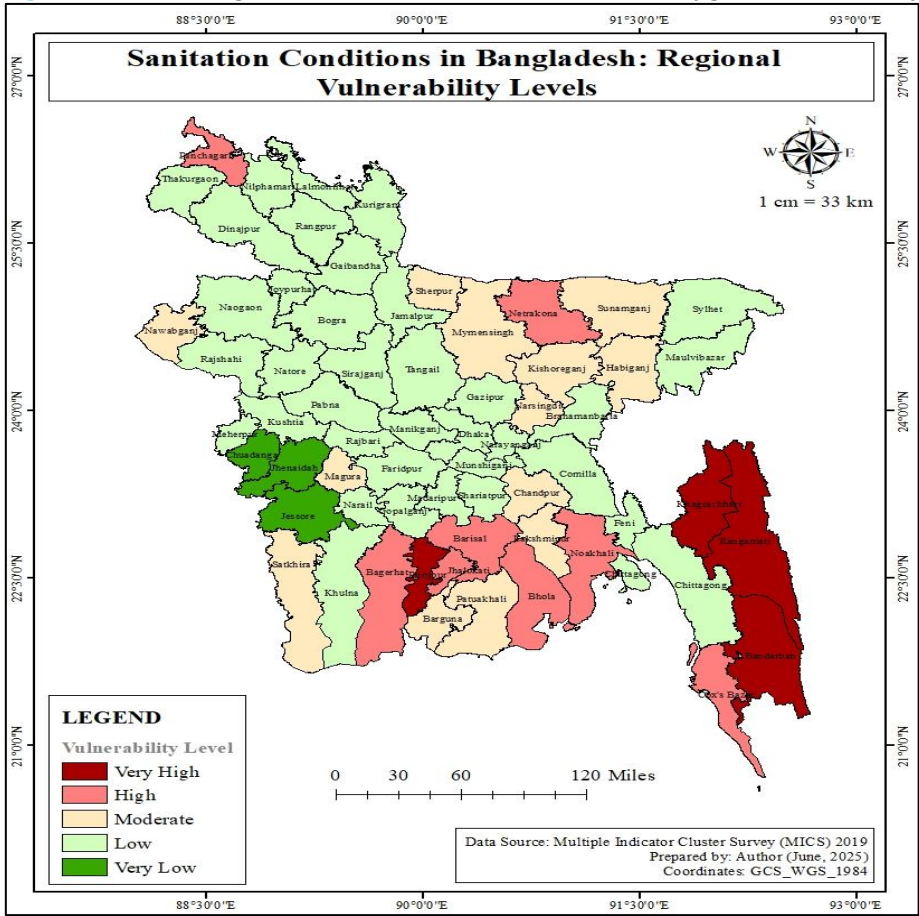 88°30'0"E 90°0'0"E 91°30'0"E 93°0'0"E
27°0'0"N
27°0'0"N
Sanitation Conditions in Bangladesh: Regional
Vulnerability Levels
N
W E
S
1 cm = 33 km
Panchagarh
Thakurgaon
Nilphamari
Lalmonirhat
Kurigram
Dinajpur
Rangpur
25°30'0"N
25°30'0"N
Gaibandha
Joypurhat
Sherpur
Naogaon
Bogra
Jamalpur
Netrakona
Sunamganj
Sylhet
Nawabganj
Mymensingh
Rajshahi
Natore
Sirajganj
Tangail
Kishoreganj
Habiganj
Maulvibazar
Gazipur
24°0'0"N
24°0'0"N
Pabna
Narsingdi
Brahamanbaria
Kushtia
Meherpur
Rajbari
Manikganj
Dhaka
Narayanganj
Chuadanga
Jhenaidah
Magura
Faridpur
Munshiganj
Comilla
Jessore
Narail
Gopalganj
Madaripur
Shariatpur
Chandpur
Feni
Khagrachhari
Rangamati
Satkhira
Khulna
Bagerhat
Barisal
Jhalokati
Lakshmipur
Noakhali
22°30'0"N
22°30'0"N
Chittagong
Chittagong
Bhola
Patuakhali
Barguna
Bandarban
Cox's Bazar
LEGEND
Vulnerability Level
Very High
High
Moderate
Low
Very Low
21°0'0"N
21°0'0"N
0 30 60 120 Miles
Data Source: Multiple Indicator Cluster Survey (MICS) 2019
Prepared by: Author (June, 2025)
Coordinates: GCS_WGS_1984
88°30'0"E 90°0'0"E 91°30'0"E 93°0'0"E